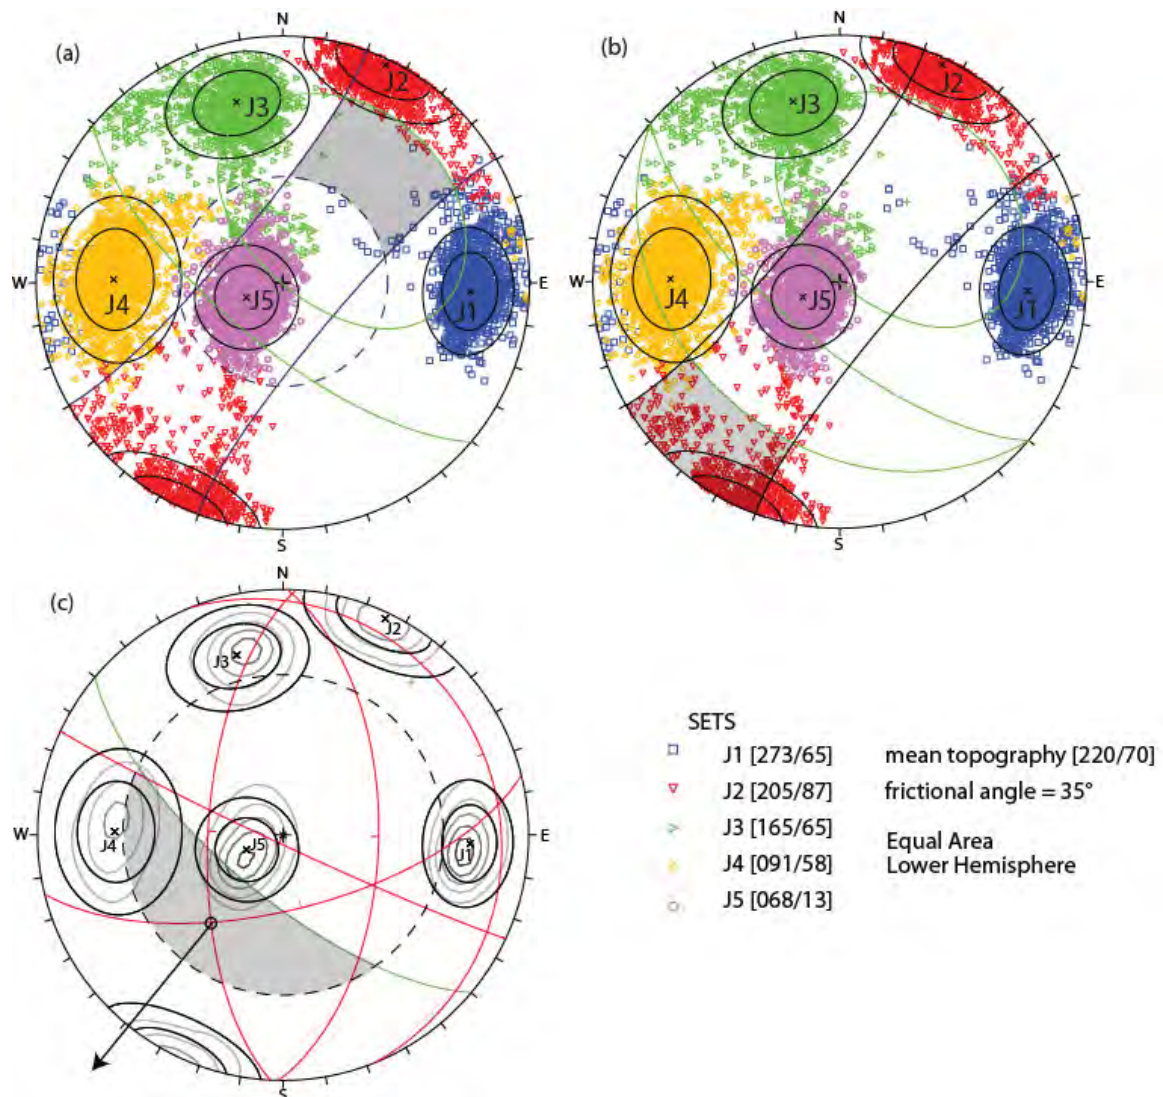 (a)
N
J2
J3
W
E
J4
J5
J1
S
(b)
N
J2
J3
W
E
J4
J5
J1
S
(c)
N
J2
J3
W
E
J4
J5
J1
S
SETS
J1 [273/65] mean topography [220/70]
J2 [205/87] frictional angle = 35°
J3 [165/65]
Equal Area
J4 [091/58] Lower Hemisphere
J5 [068/13]